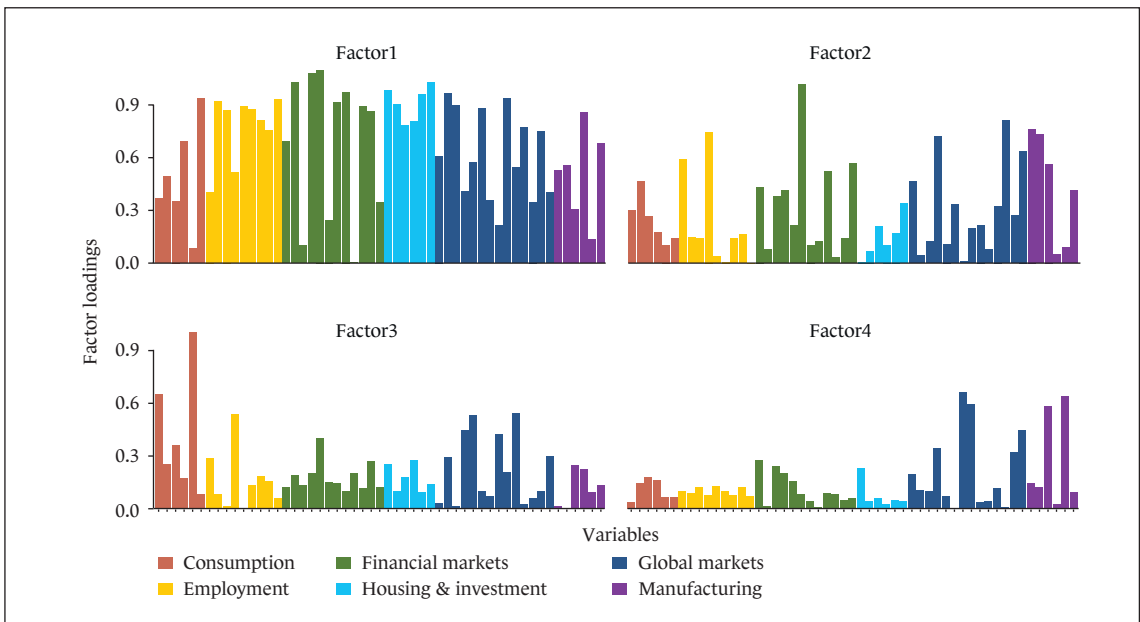 Factor1
Factor2
0.9
0.6
0.3
0.0
Factor loadings
Factor3
Factor4
0.9
0.6
0.3
0.0
Variables
Consumption
Financial markets
Global markets
Employment
Housing & investment
Manufacturing